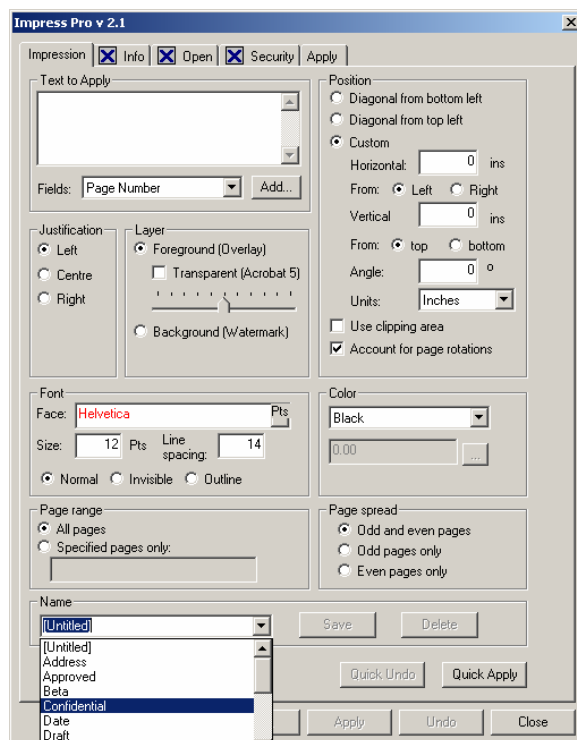 Impress Pro v 2.1
Impression Info Open Security Apply
Text to Apply
Fields: Page Number Add...
Position
Diagonal from bottom left
Diagonal from top left
Custom
Horizontal: 0 ins
From: Left Right
Vertical 0 ins
From: top bottom
Angle: 0 o
Units: Inches
Use clipping area
Account for page rotations
Justification
Left
Centre
Right
Layer
Foreground (Overlay)
Transparent (Acrobat 5)
Background (Watermark)
Font
Face: Helvetica Pts
Size: 12 Pts Line spacing: 14
Normal Invisible Outline
Color
Black
0.00 ...
Page range
All pages
Specified pages only:
Page spread
Odd and even pages
Odd pages only
Even pages only
Name
[Untitled] Save Delete
[Untitled]
Address
Approved
Beta
Confidential
Date
Draft
Quick Undo Quick Apply
Apply Undo Close